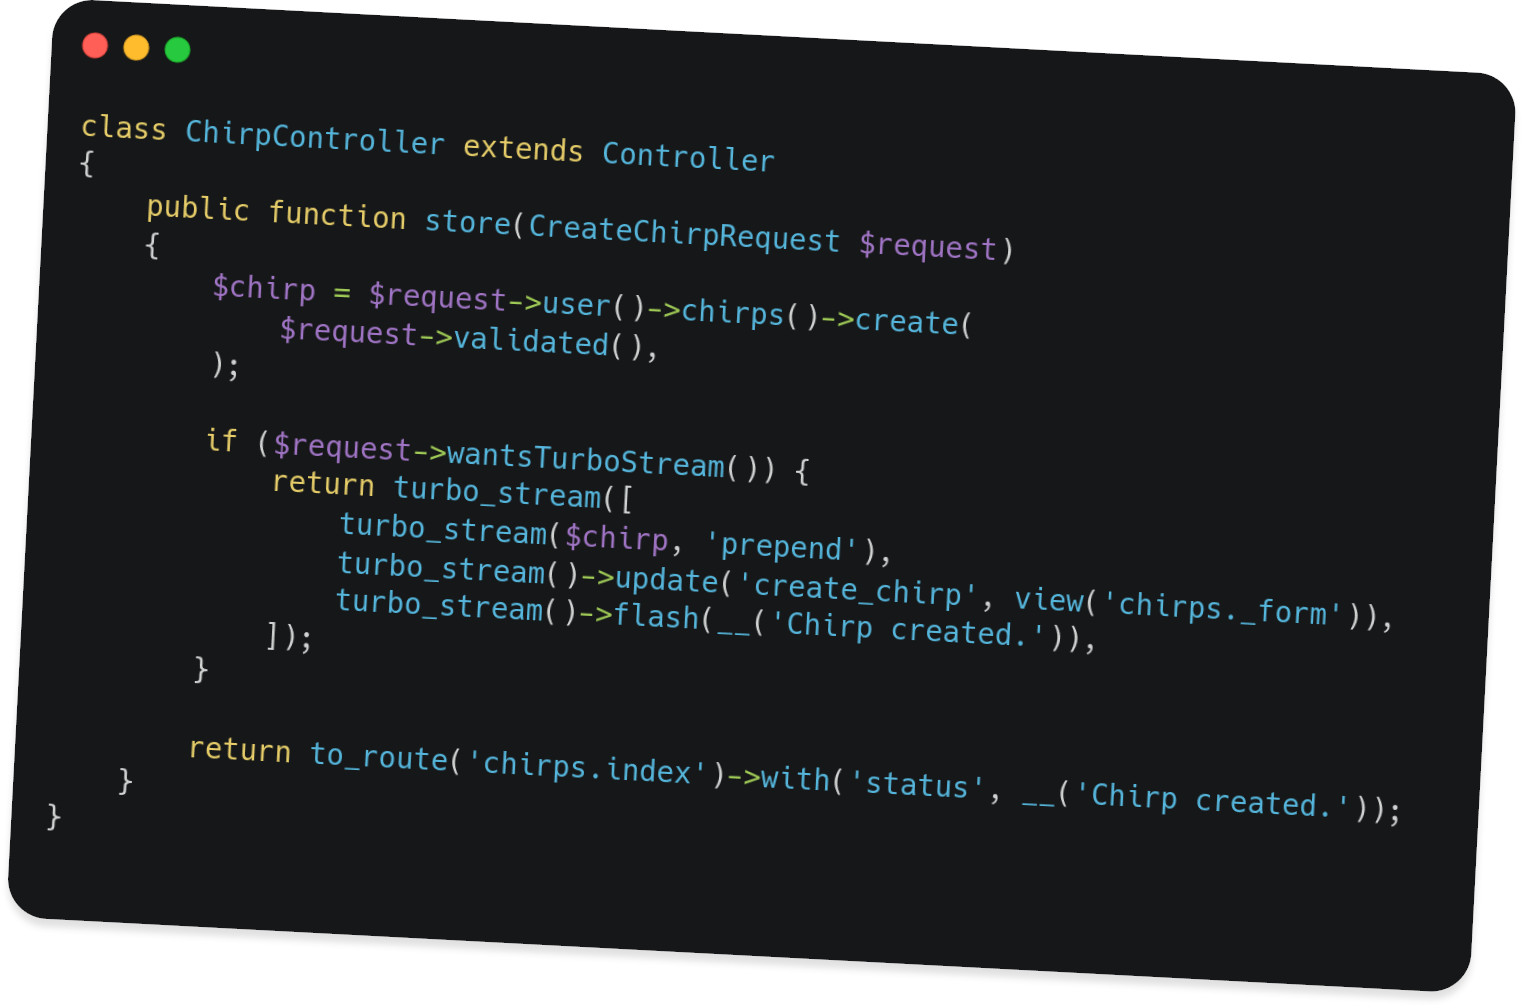 class ChirpController extends Controller
{
    public function store(CreateChirpRequest $request)
    {
        $chirp = $request->user()->chirps()->create(
            $request->validated(),
        );

        if ($request->wantsTurboStream()) {
            return turbo_stream([
                turbo_stream($chirp, 'prepend'),
                turbo_stream()->update('create_chirp', view('chirps._form')),
                turbo_stream()->flash(__('Chirp created.')),
            ]);
        }

        return to_route('chirps.index')->with('status', __('Chirp created.'));
    }
}